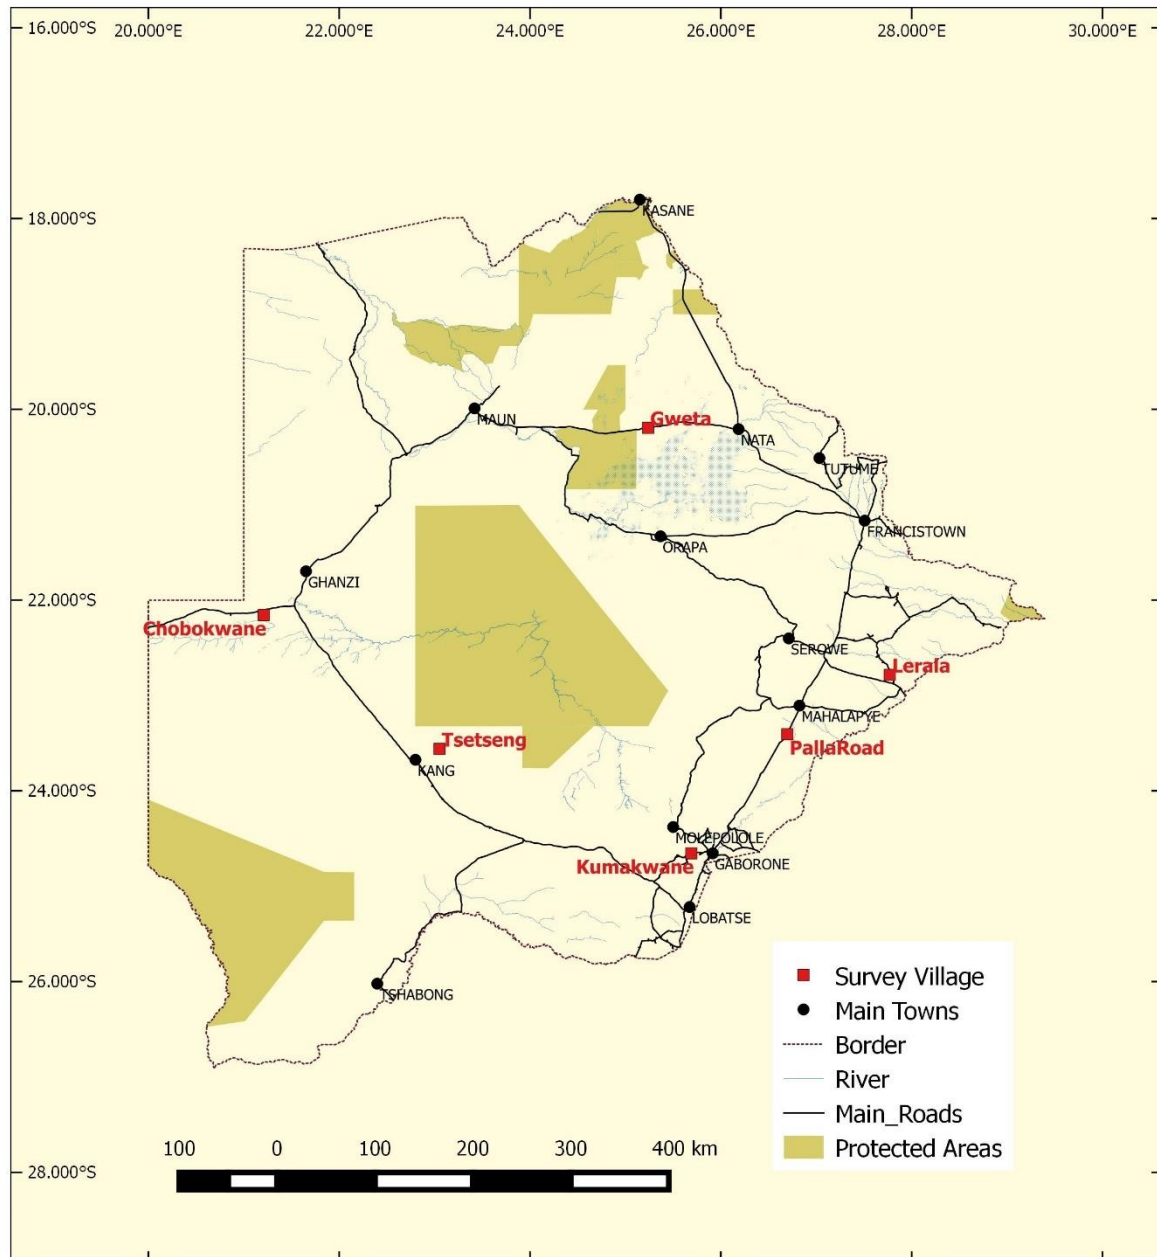 20.000°E 22.000°E 24.000°E 26.000°E 28.000°E 30.000°E
16.000°S
KASANE
18.000°S
20.000°S
Gweta
MAUN
NATA
TUTUME
FRANCISTOWN
ORAPA
GHANZI
22.000°S
Chobokwane
SEROWE
Lerala
MAHALAPYE
Tsetseng
PallaRoad
KANG
24.000°S
MOLEPOLOLE
Kumakwane
GABORONE
LOBATSE
26.000°S
TSHABONG
Survey Village
Main Towns
Border
River
Main_Roads
Protected Areas
100 0 100 200 300 400 km
28.000°S